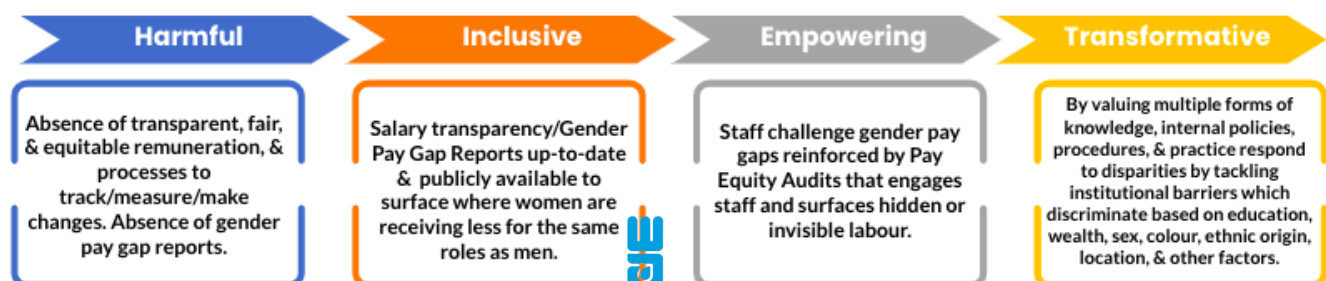 Harmful
Inclusive
Empowering
Transformative
Absence of transparent, fair,
& equitable remuneration, &
processes to
track/measure/make
changes. Absence of gender
pay gap reports.
Salary transparency/Gender
Pay Gap Reports up-to-date
& publicly available to
surface where women are
receiving less for the same
roles as men.
Staff challenge gender pay
gaps reinforced by Pay
Equity Audits that engages
staff and surfaces hidden or
invisible labour.
By valuing multiple forms of
knowledge, internal policies,
procedures, & practice respond
to disparities by tackling
institutional barriers which
discriminate based on education,
wealth, sex, colour, ethnic origin,
location, & other factors.